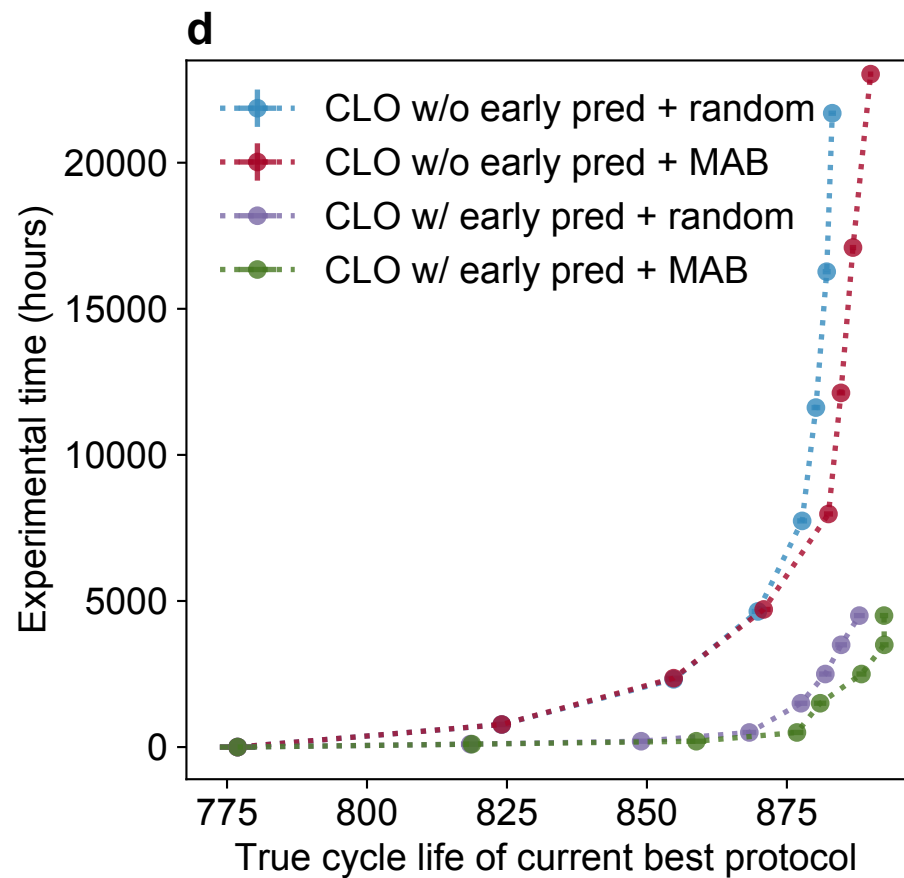 d
CLO w/o early pred + random
CLO w/o early pred + MAB
CLO w/ early pred + random
CLO w/ early pred + MAB
Experimental time (hours)
20000
15000
10000
5000
0
775 800 825 850 875
True cycle life of current best protocol